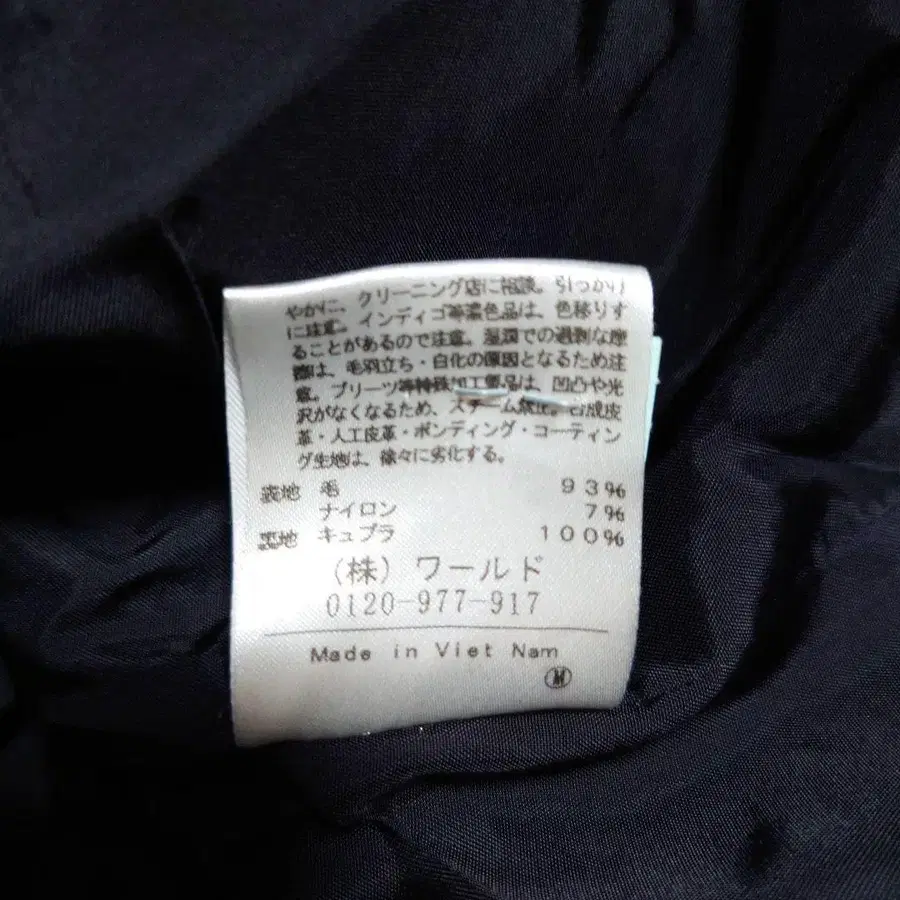 やかに、クリーニング店に相談。引っかけ
に注意。インディゴ等濃色品は、色移りす
ることがあるので注意。湿潤での過剰な摩
擦は、毛羽立ち・白化の原因となるため注
意。プリーツ等特殊加工品は、凹凸や光
沢がなくなるため、スチーム禁止。合成皮
革・人工皮革・ボンディング・コーティン
グ生地は、徐々に劣化する。
表地 毛 93%
ナイロン 7%
裏地 キュプラ 100%
(株) ワールド
0120-977-917
Made in Viet Nam
M